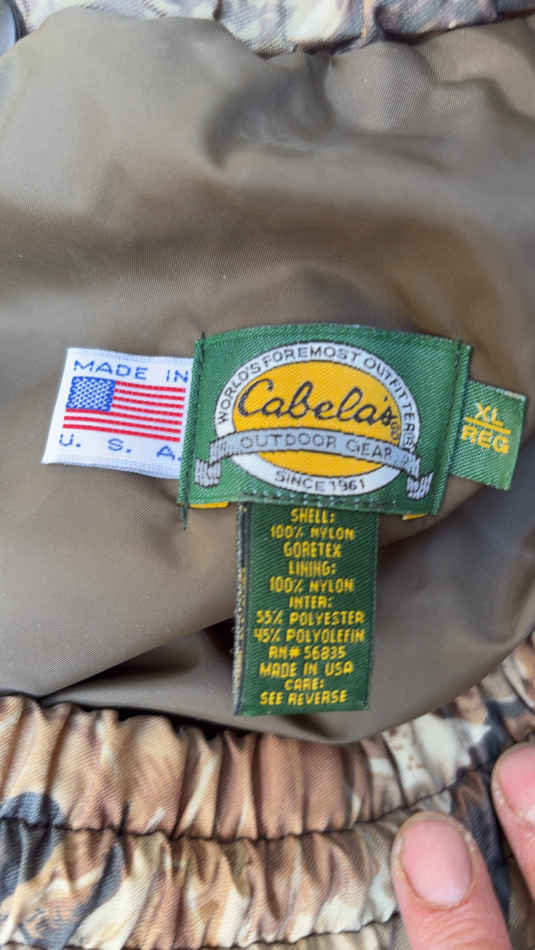 MADE IN
U. S. A.
WORLD'S FOREMOST OUTFITTER
Cabela's
OUTDOOR GEAR
SINCE 1961
XL
REG
SHELL:
100% NYLON
GORETEX
LINING:
100% NYLON
INTER:
55% POLYESTER
45% POLYOLEFIN
RN# 56835
MADE IN USA
CARE:
SEE REVERSE